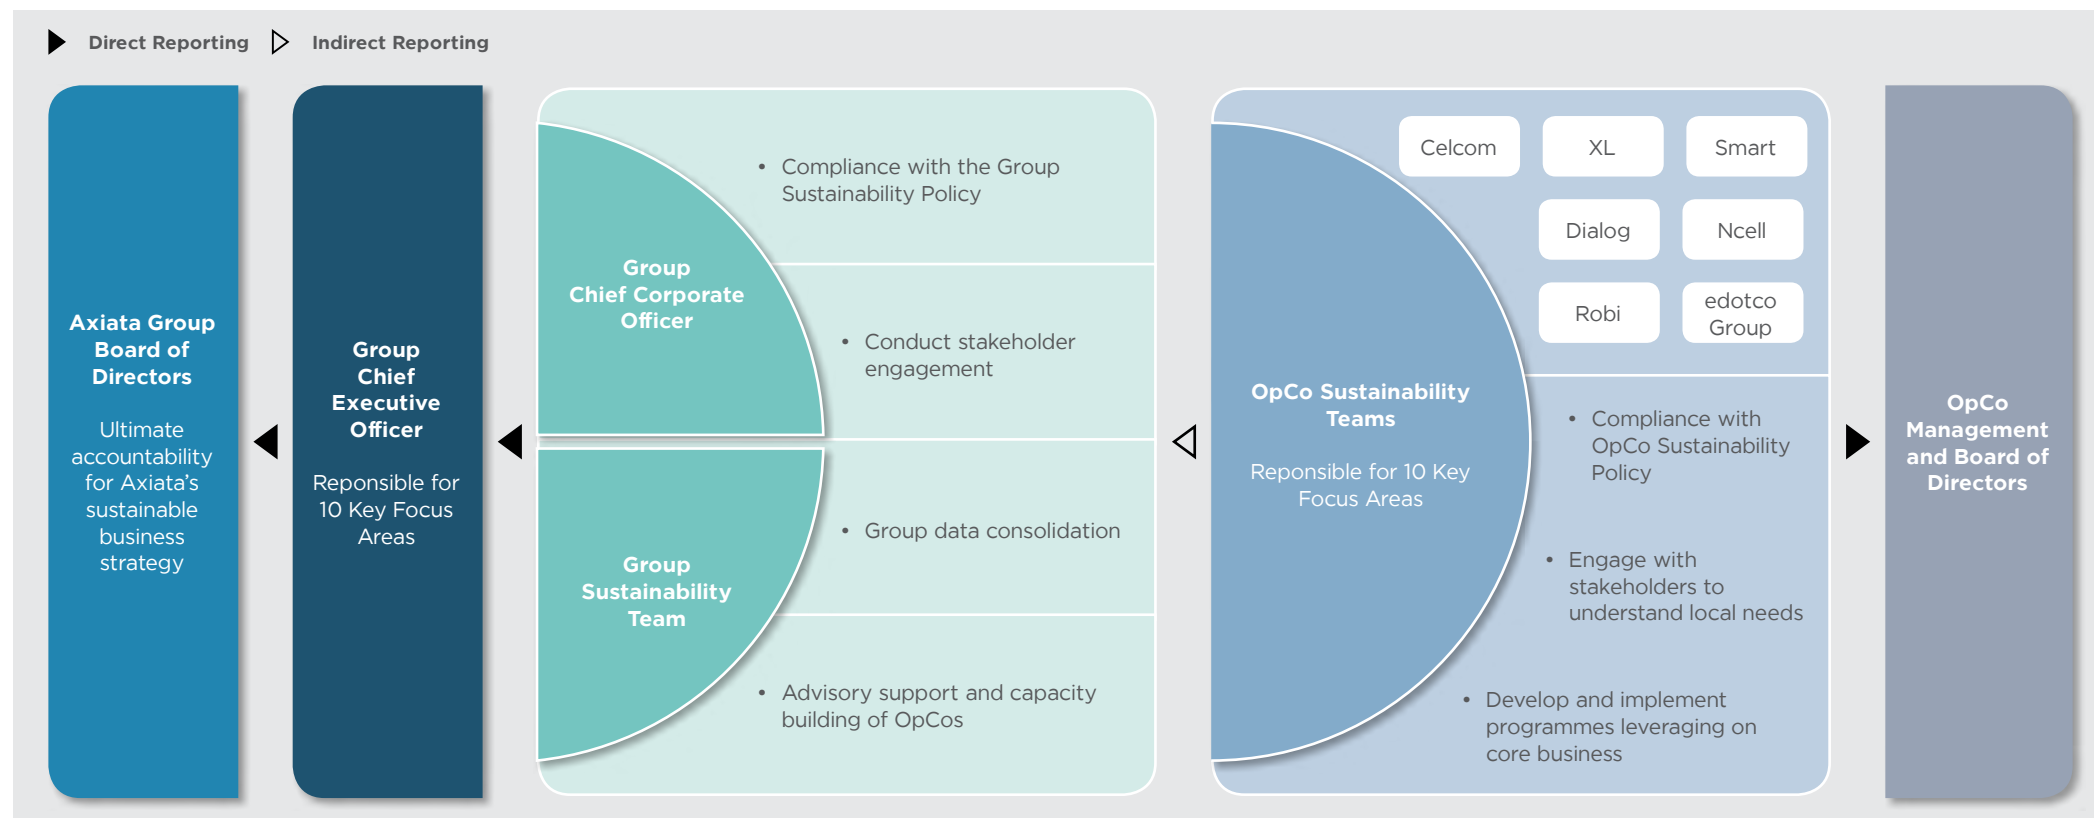 Direct Reporting
Indirect Reporting
Axiata Group
Board of
Directors
Ultimate
accountability
for Axiata’s
sustainable
business
strategy
Group
Chief
Executive
Officer
Reponsible for
10 Key Focus
Areas
Group
Chief Corporate
Officer
Group
Sustainability
Team
• Compliance with the Group
Sustainability Policy
• Conduct stakeholder
engagement
• Group data consolidation
• Advisory support and capacity
building of OpCos
OpCo Sustainability
Teams
Reponsible for 10 Key
Focus Areas
Celcom
XL
Smart
Dialog
Ncell
Robi
edotco
Group
• Compliance with
OpCo Sustainability
Policy
• Engage with
stakeholders to
understand local needs
• Develop and implement
programmes leveraging on
core business
OpCo
Management
and Board of
Directors